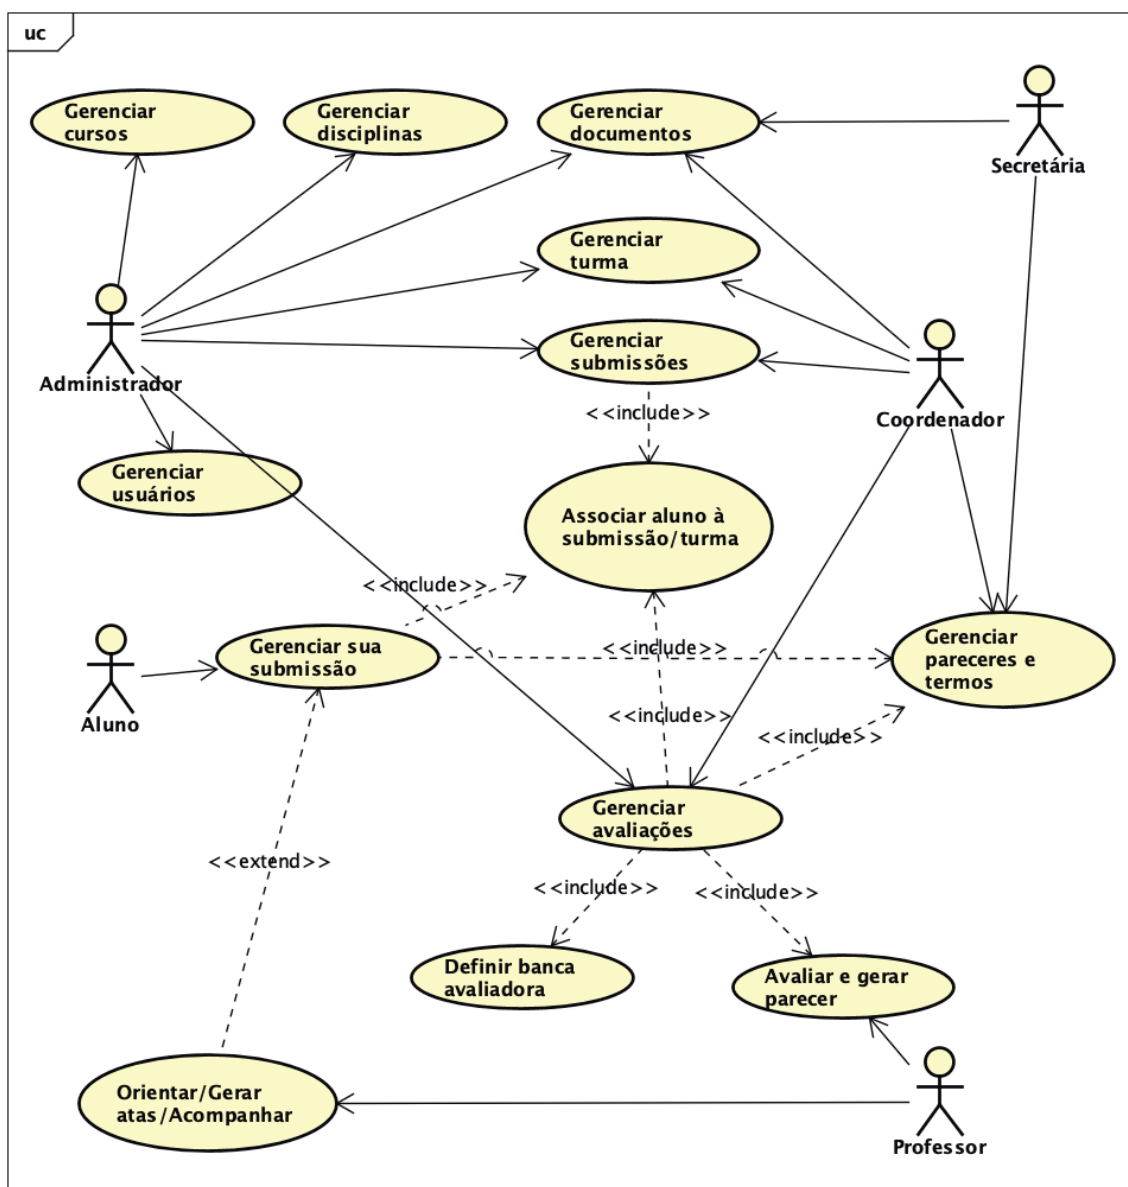 uc
Gerenciar
cursos
Gerenciar
disciplinas
Gerenciar
documentos
Secretária
Gerenciar
turma
Gerenciar
submissões
Administrador
Coordenador
<<include>>
Gerenciar
usuários
Associar aluno à
submissão/turma
<<include>>
Aluno
Gerenciar sua
submissão
<<include>>
Gerenciar
pareceres e
termos
<<include>>
<<include>>
Gerenciar
avaliações
<<extend>>
<<include>>
<<include>>
Definir banca
avaliadora
Avaliar e gerar
parecer
Orientar/Gerar
atas/Acompanhar
Professor